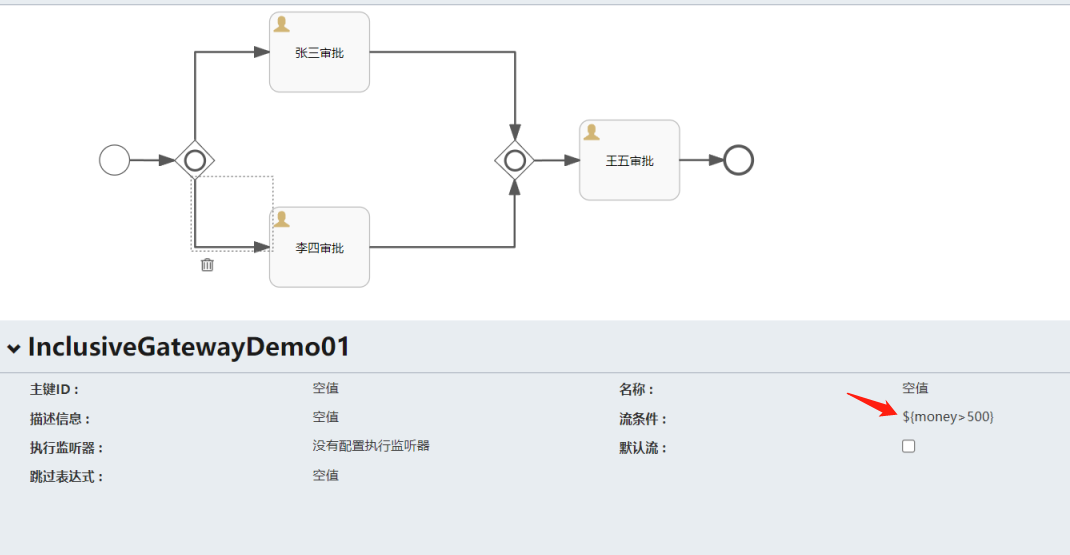 张三审批
王五审批
李四审批
InclusiveGatewayDemo01
主键ID： 空值 名称： 空值
描述信息： 空值 流条件： ${money>500}
执行监听器： 没有配置执行监听器 默认流：
跳过表达式： 空值